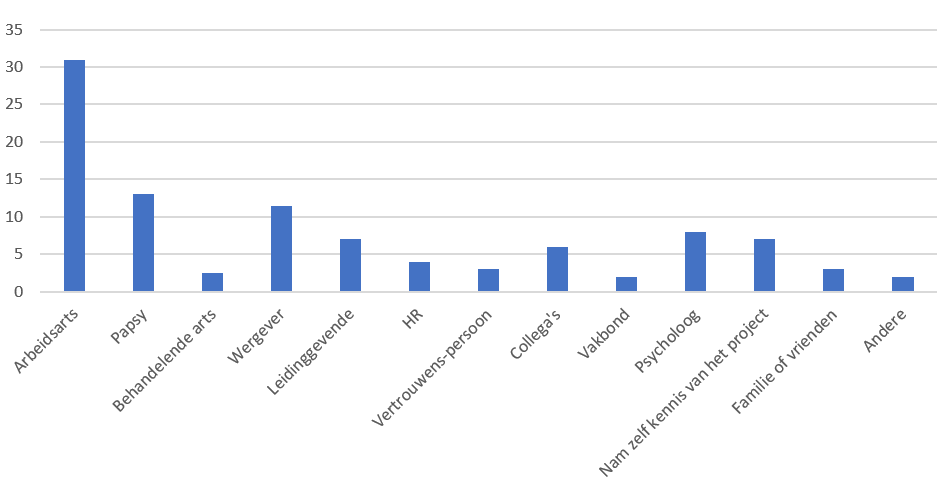 35
30
25
20
15
10
5
0
Arbeidsarts
Papsy
Behandelende arts
Wergever
Leidinggevende
HR
Vertrouwens-persoon
Collega's
Vakbond
Psycholoog
Nam zelf kennis van het project
Familie of vrienden
Andere